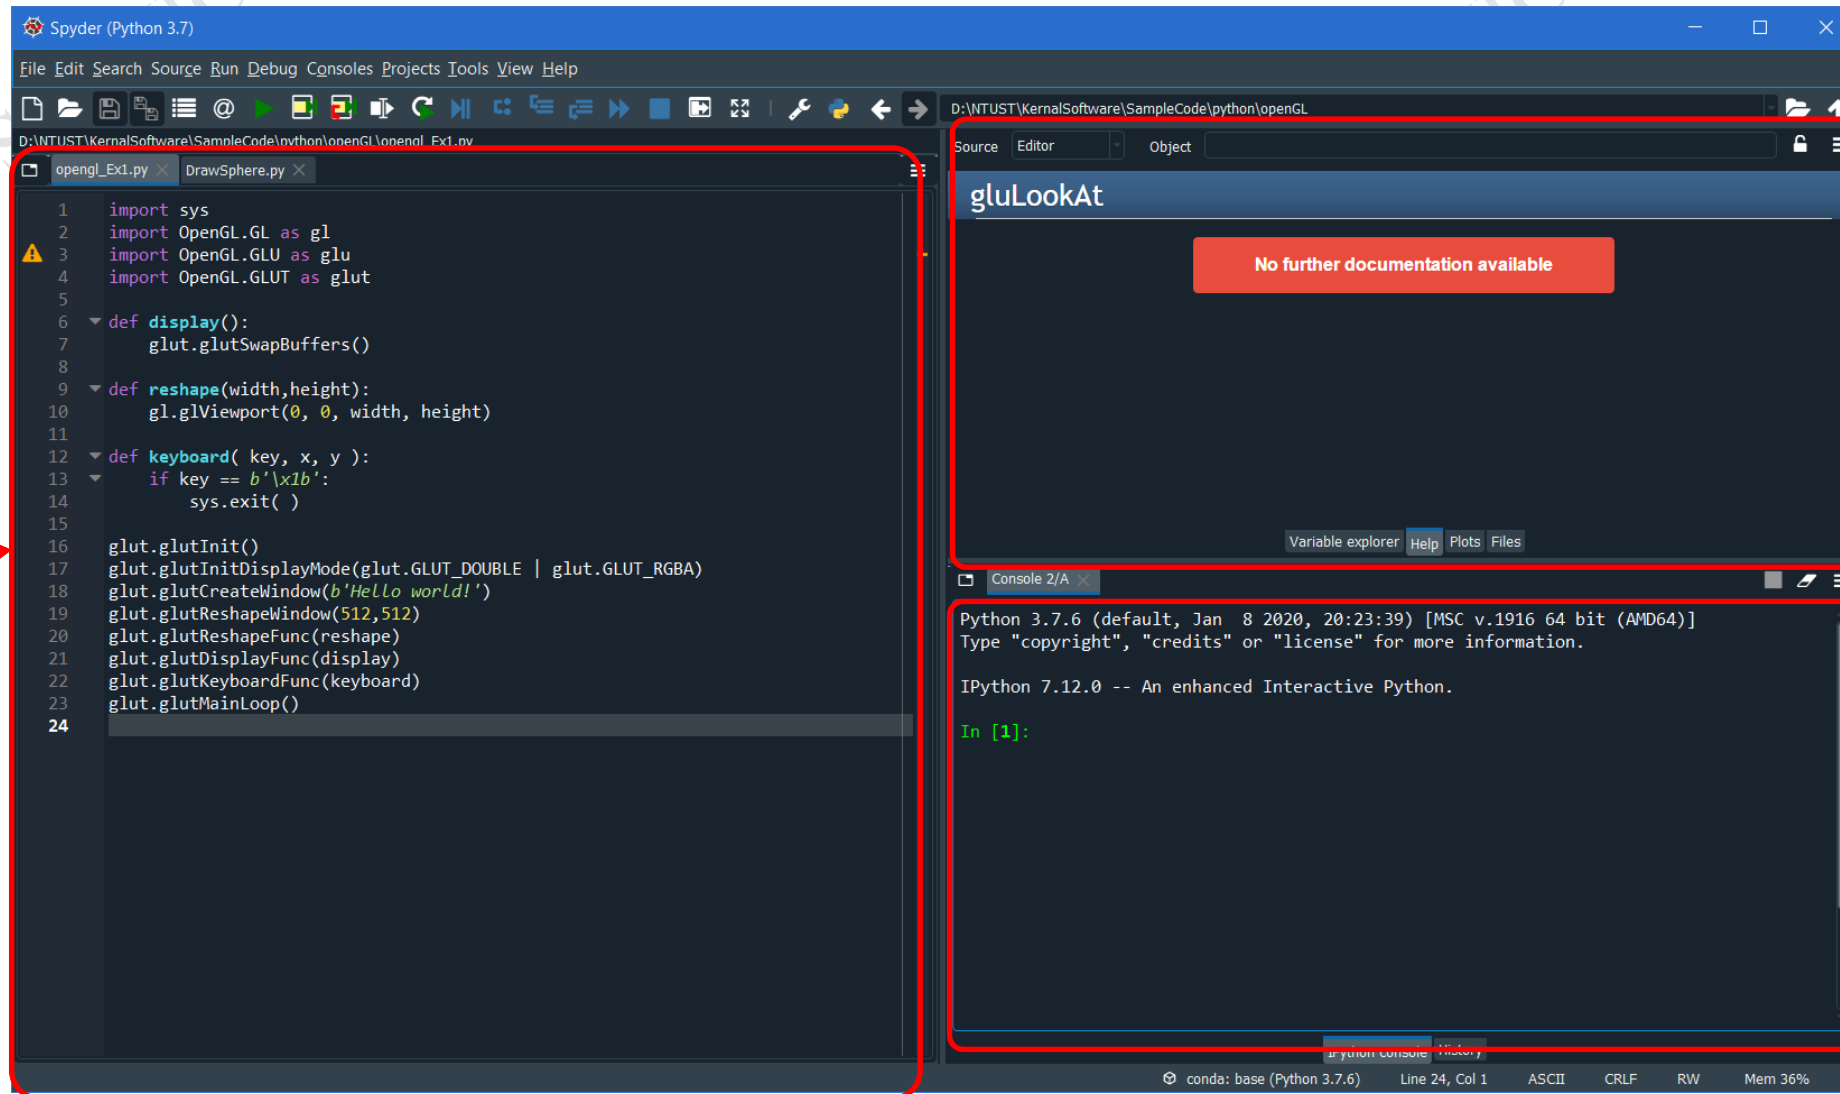 Spyder (Python 3.7)
File Edit Search Source Run Debug Consoles Projects Tools View Help
D:\NTUST\KernalSoftware\SampleCode\python\openGL
D:\NTUST\KernalSoftware\SampleCode\python\openGL\opengl_Ex1.py
opengl_Ex1.py DrawSphere.py
1 import sys
2 import OpenGL.GL as gl
3 import OpenGL.GLU as glu
4 import OpenGL.GLUT as glut
5
6 def display():
7     glut.glutSwapBuffers()
8
9 def reshape(width,height):
10     gl.glViewport(0, 0, width, height)
11
12 def keyboard( key, x, y ):
13     if key == b'\x1b':
14         sys.exit( )
15
16 glut.glutInit()
17 glut.glutInitDisplayMode(glut.GLUT_DOUBLE | glut.GLUT_RGBA)
18 glut.glutCreateWindow(b'Hello world!')
19 glut.glutReshapeWindow(512,512)
20 glut.glutReshapeFunc(reshape)
21 glut.glutDisplayFunc(display)
22 glut.glutKeyboardFunc(keyboard)
23 glut.glutMainLoop()
24
Source Editor Object
gluLookAt
No further documentation available
Variable explorer Help Plots Files
Console 2/A
Python 3.7.6 (default, Jan  8 2020, 20:23:39) [MSC v.1916 64 bit (AMD64)]
Type "copyright", "credits" or "license" for more information.
IPython 7.12.0 -- An enhanced Interactive Python.
In [1]:
IPython console History
conda: base (Python 3.7.6) Line 24, Col 1 ASCII CRLF RW Mem 36%